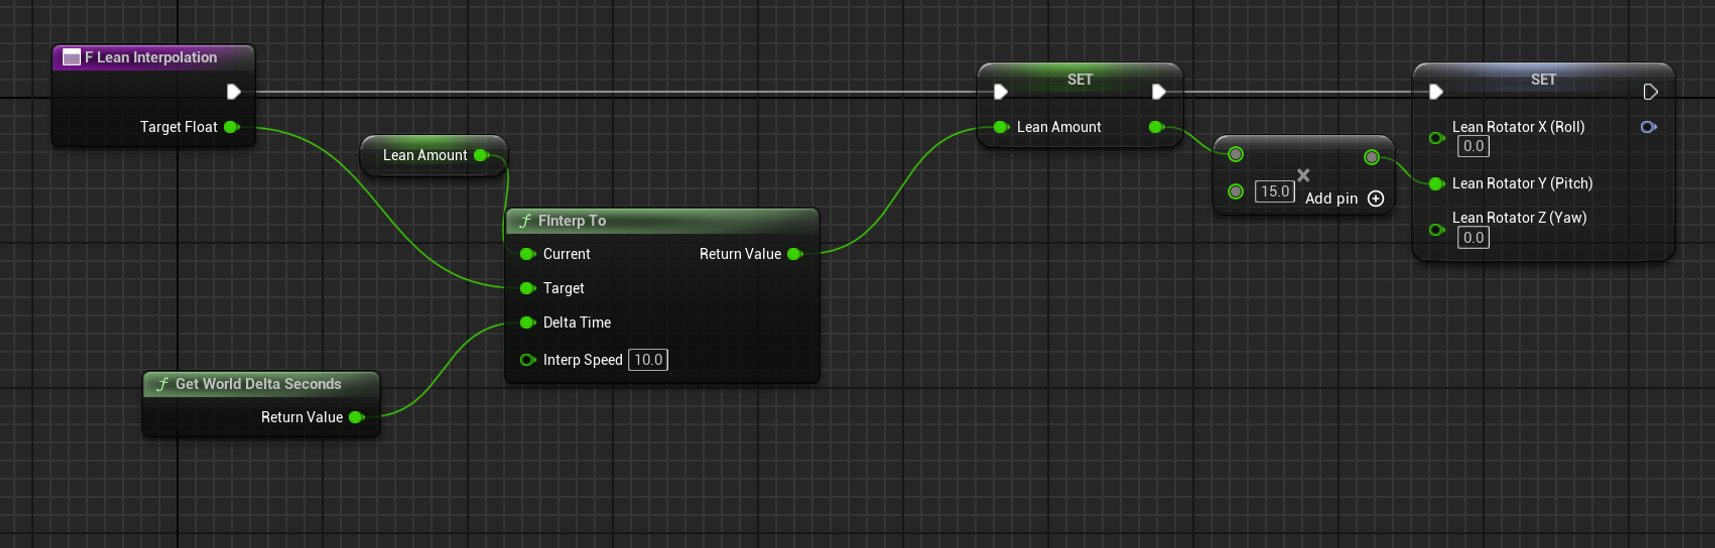 F Lean Interpolation
Target Float
Lean Amount
f FInterp To
Current
Return Value
Target
Delta Time
Interp Speed 10.0
f Get World Delta Seconds
Return Value
SET
Lean Amount
15.0
Add pin
SET
Lean Rotator X (Roll)
0.0
Lean Rotator Y (Pitch)
Lean Rotator Z (Yaw)
0.0